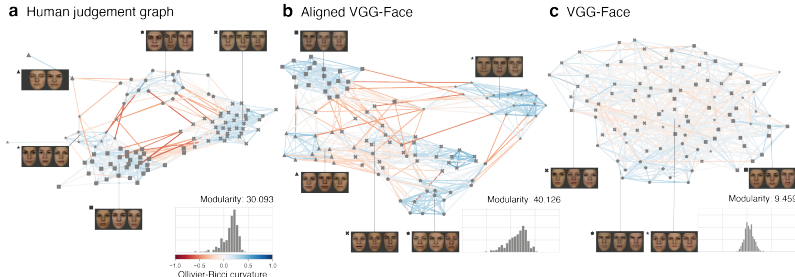 a Human judgement graph
b Aligned VGG-Face
c VGG-Face
Modularity: 30.093
Modularity: 40.126
Modularity: 9 459
−1.0 −0.5 0.0 0.5 1.0
Ollivier-Ricci curvature